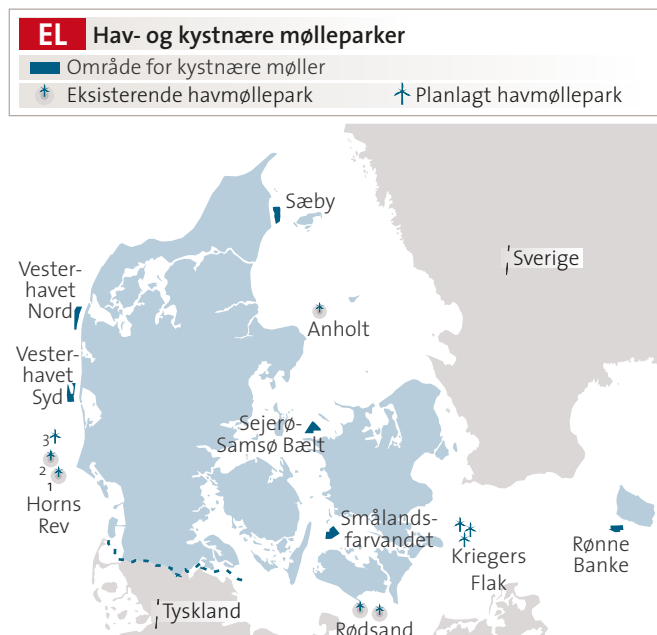 EL Hav- og kystnære mølleparker
Område for kystnære møller
Eksisterende havmøllepark Planlagt havmøllepark
Sæby
Sverige
Vester-
havet
Nord
Anholt
Vester-
havet
Syd
Sejerø-
Samsø Bælt
3
2
1
Horns
Rev
Smålands-
farvandet
Kriegers
Flak
Rønne
Banke
Tyskland
Rødsand